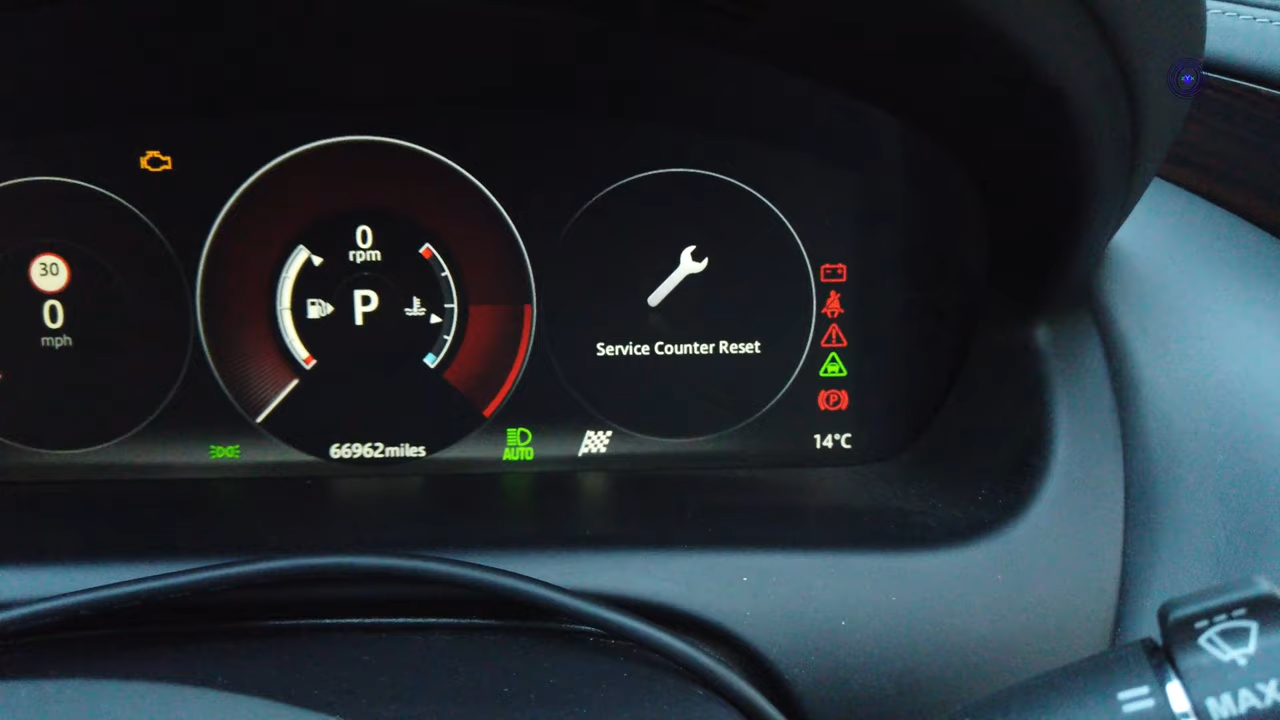 30
0
mph
0
rpm
P
66962miles
AUTO
Service Counter Reset
P
14°C
MAX